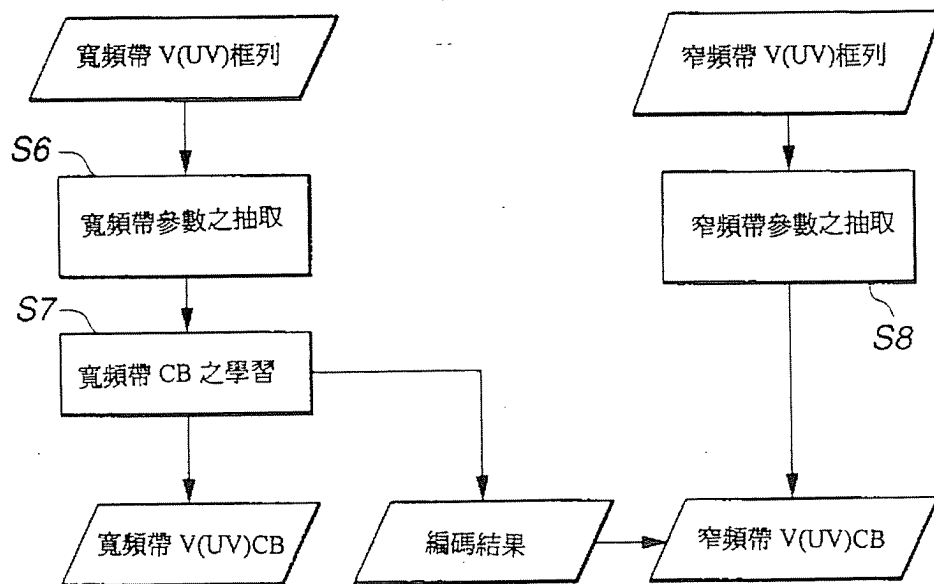 寬頻帶 V(UV)框列
窄頻帶 V(UV)框列
S6
寬頻帶參數之抽取
窄頻帶參數之抽取
S7
S8
寬頻帶 CB 之學習
寬頻帶 V(UV)CB
編碼結果
窄頻帶 V(UV)CB